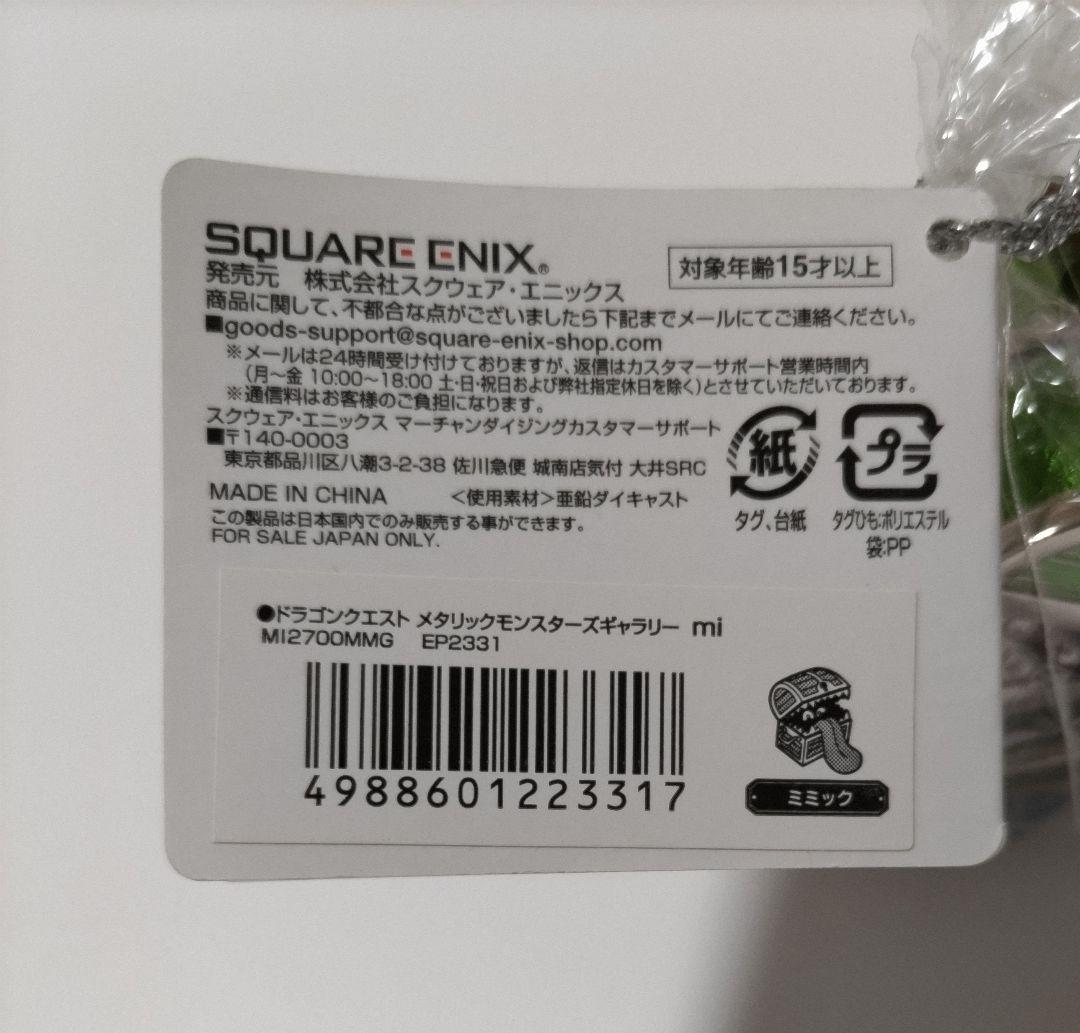 SQUARE ENIX®
対象年齢15才以上
発売元 株式会社スクウェア・エニックス
商品に関して、不都合な点がございましたら下記までメールにてご連絡ください。
■goods-support@square-enix-shop.com
※メールは24時間受け付けておりますが、返信はカスタマーサポート営業時間内
(月～金 10:00～18:00 土・日・祝日および弊社指定休日を除く)とさせていただいております。
※通信料はお客様のご負担になります。
スクウェア・エニックス マーチャンダイジングカスタマーサポート
■〒140-0003
東京都品川区八潮3-2-38 佐川急便 城南店気付 大井SRC
MADE IN CHINA <使用素材>亜鉛ダイキャスト
この製品は日本国内でのみ販売する事ができます。
FOR SALE JAPAN ONLY.
紙
タグ、台紙
プラ
タグひも:ポリエステル
袋:PP
●ドラゴンクエスト メタリックモンスターズギャラリー mi
MI2700MMG EP2331
4988601223317
ミミック